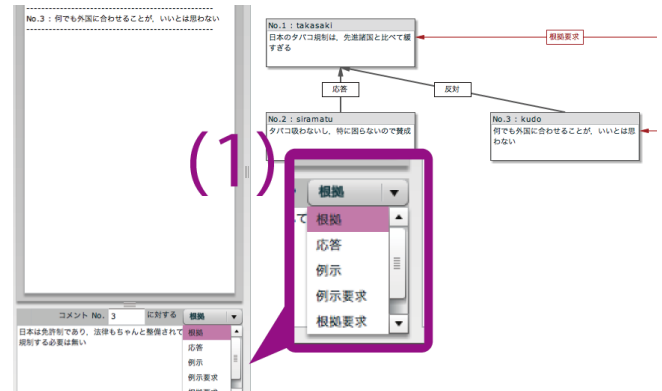 No.3 : 何でも外国に合わせることが，いいとは思わない
コメント No. 3 に対する 根拠
日本は免許制であり，法律もちゃんと整備されて
規制する必要は無い
根拠
応答
例示
例示要求
No.1 : takasaki
日本のタバコ規制は，先進諸国と比べて緩
すぎる
根拠要求
応答
反対
No.2 : siramatu
タバコ吸わないし，特に困らないので賛成
No.3 : kudo
何でも外国に合わせることが，いいとは思
わない
(1)
根拠
根拠
応答
例示
例示要求
根拠要求